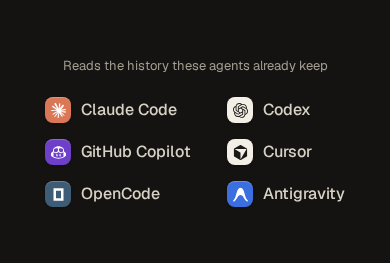 Reads the history these agents already keep
Claude Code
Codex
GitHub Copilot
Cursor
OpenCode
Antigravity